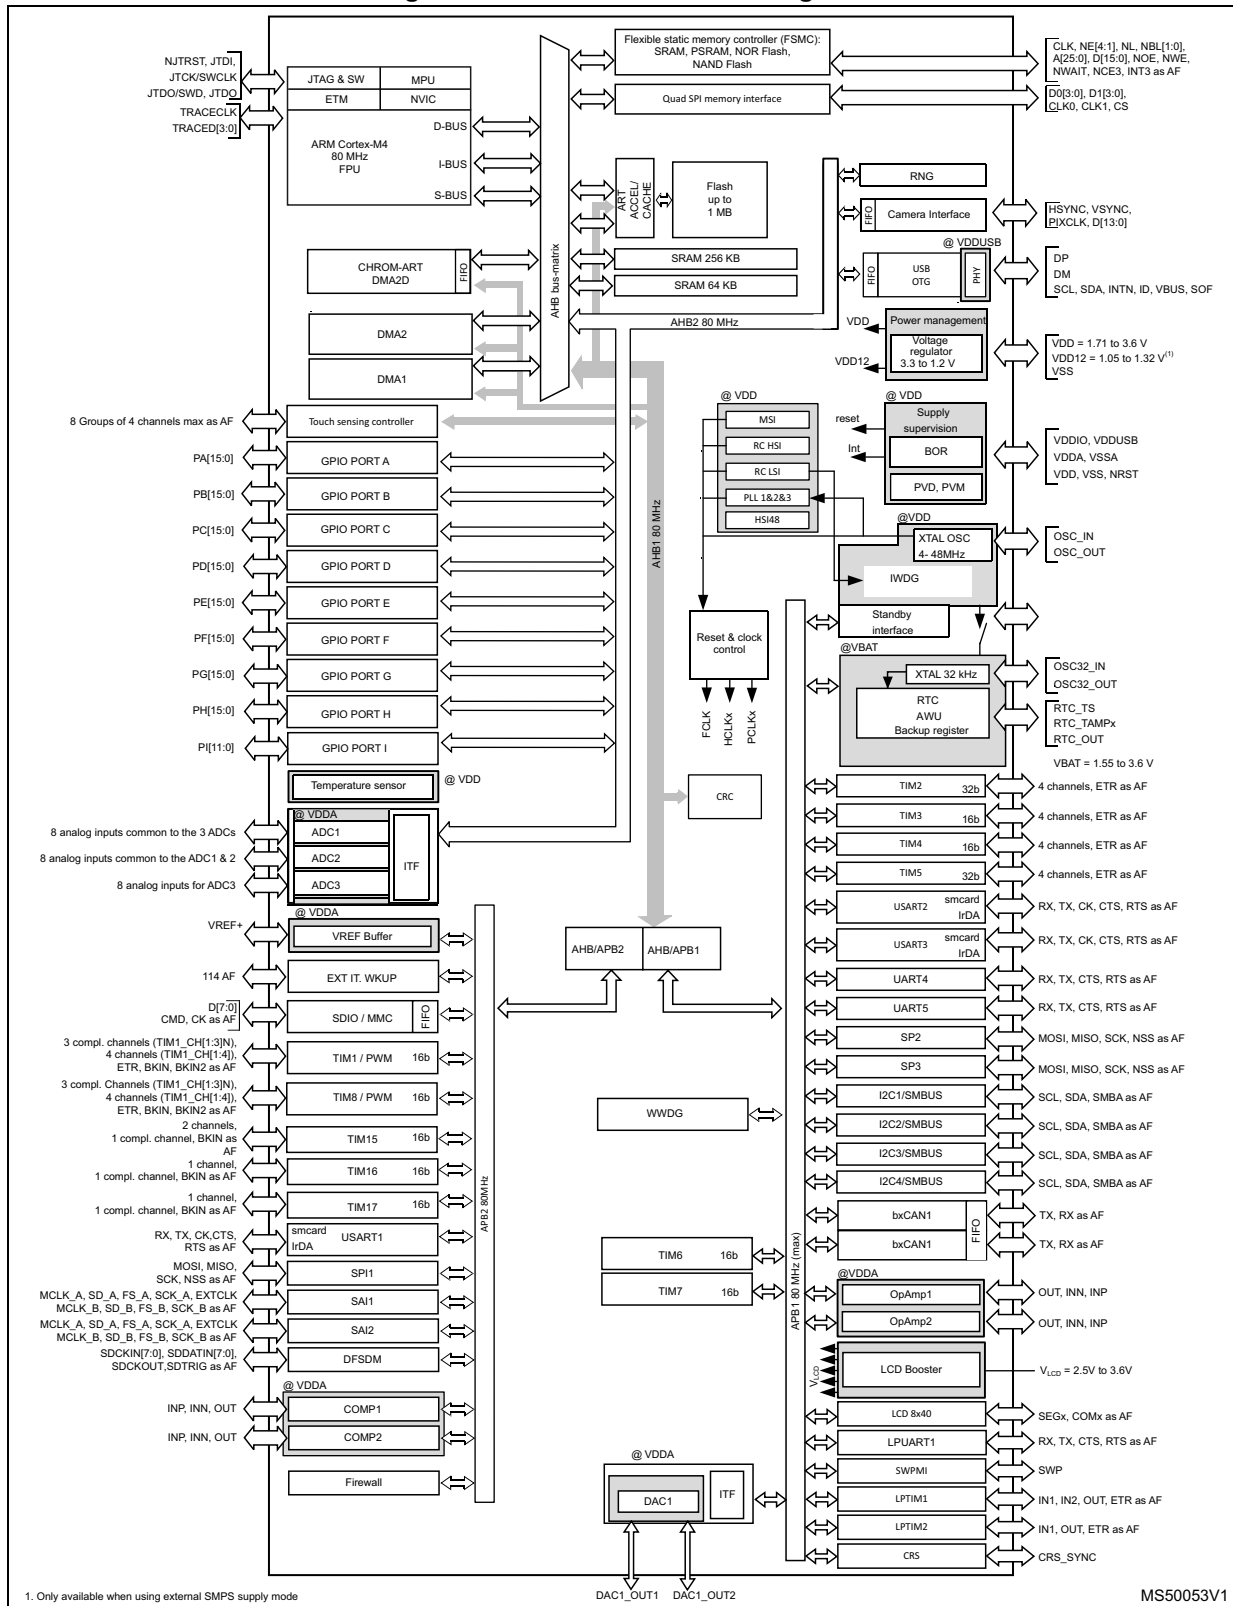 Flexible static memory controller (FSMC):
SRAM, PSRAM, NOR Flash,
NAND Flash
CLK, NE[4:1], NL, NBL[1:0],
A[25:0], D[15:0], NOE, NWE,
NWAIT, NCE3, INT3 as AF
NJTRST, JTDI,
JTCK/SWCLK
JTDO/SWD, JTDO
JTAG & SW
MPU
ETM
NVIC
Quad SPI memory interface
D0[3:0], D1[3:0],
CLK0, CLK1, CS
TRACECLK
TRACED[3:0]
ARM Cortex-M4
80 MHz
FPU
D-BUS
I-BUS
S-BUS
ART
ACCEL/
CACHE
Flash
up to
1 MB
RNG
FIFO
Camera Interface
HSYNC, VSYNC,
PIXCLK, D[13:0]
AHB bus-matrix
CHROM-ART
DMA2D
FIFO
SRAM 256 KB
SRAM 64 KB
@ VDDUSB
FIFO
USB
OTG
PHY
DP
DM
SCL, SDA, INTN, ID, VBUS, SOF
AHB2 80 MHz
DMA2
DMA1
VDD
VDD12
Power management
Voltage
regulator
3.3 to 1.2 V
VDD = 1.71 to 3.6 V
VDD12 = 1.05 to 1.32 V(1)
VSS
8 Groups of 4 channels max as AF
Touch sensing controller
@ VDD
MSI
RC HSI
RC LSI
PLL 1&2&3
HSI48
@ VDD
reset
Int
Supply
supervision
BOR
PVD, PVM
VDDIO, VDDUSB
VDDA, VSSA
VDD, VSS, NRST
PA[15:0]
GPIO PORT A
PB[15:0]
GPIO PORT B
PC[15:0]
GPIO PORT C
PD[15:0]
GPIO PORT D
PE[15:0]
GPIO PORT E
PF[15:0]
GPIO PORT F
PG[15:0]
GPIO PORT G
PH[15:0]
GPIO PORT H
PI[11:0]
GPIO PORT I
AHB1 80 MHz
@VDD
XTAL OSC
4- 48MHz
IWDG
OSC_IN
OSC_OUT
Standby
interface
Reset & clock
control
FCLK
HCLKx
PCLKx
@VBAT
XTAL 32 kHz
RTC
AWU
Backup register
OSC32_IN
OSC32_OUT
RTC_TS
RTC_TAMPx
RTC_OUT
VBAT = 1.55 to 3.6 V
Temperature sensor
@ VDD
CRC
@ VDDA
8 analog inputs common to the 3 ADCs
ADC1
8 analog inputs common to the ADC1 & 2
ADC2
8 analog inputs for ADC3
ADC3
ITF
TIM2
32b
4 channels, ETR as AF
TIM3
16b
4 channels, ETR as AF
TIM4
16b
4 channels, ETR as AF
TIM5
32b
4 channels, ETR as AF
USART2
smcard
IrDA
RX, TX, CK, CTS, RTS as AF
USART3
smcard
IrDA
RX, TX, CK, CTS, RTS as AF
UART4
RX, TX, CTS, RTS as AF
UART5
RX, TX, CTS, RTS as AF
SP2
MOSI, MISO, SCK, NSS as AF
SP3
MOSI, MISO, SCK, NSS as AF
I2C1/SMBUS
SCL, SDA, SMBA as AF
I2C2/SMBUS
SCL, SDA, SMBA as AF
I2C3/SMBUS
SCL, SDA, SMBA as AF
I2C4/SMBUS
SCL, SDA, SMBA as AF
bxCAN1
TX, RX as AF
bxCAN1
TX, RX as AF
FIFO
@ VDDA
VREF+
VREF Buffer
AHB/APB2
AHB/APB1
114 AF
EXT IT. WKUP
D[7:0]
CMD, CK as AF
SDIO / MMC
FIFO
3 compl. channels (TIM1_CH[1:3]N),
4 channels (TIM1_CH[1:4]),
ETR, BKIN, BKIN2 as AF
TIM1 / PWM
16b
3 compl. Channels (TIM1_CH[1:3]N),
4 channels (TIM1_CH[1:4]),
ETR, BKIN, BKIN2 as AF
TIM8 / PWM
16b
2 channels,
1 compl. channel, BKIN as
AF
TIM15
16b
1 channel,
1 compl. channel, BKIN as AF
TIM16
16b
1 channel,
1 compl. channel, BKIN as AF
TIM17
16b
RX, TX, CK,CTS,
RTS as AF
smcard
IrDA
USART1
MOSI, MISO,
SCK, NSS as AF
SPI1
MCLK_A, SD_A, FS_A, SCK_A, EXTCLK
MCLK_B, SD_B, FS_B, SCK_B as AF
SAI1
MCLK_A, SD_A, FS_A, SCK_A, EXTCLK
MCLK_B, SD_B, FS_B, SCK_B as AF
SAI2
SDCKIN[7:0], SDDATIN[7:0],
SDCKOUT,SDTRIG as AF
DFSDM
APB2 80MHz
WWDG
TIM6
16b
TIM7
16b
APB1 80 MHz (max)
@VDDA
OpAmp1
OUT, INN, INP
OpAmp2
OUT, INN, INP
VLCD
LCD Booster
VLCD = 2.5V to 3.6V
@ VDDA
INP, INN, OUT
COMP1
INP, INN, OUT
COMP2
Firewall
LCD 8x40
SEGx, COMx as AF
LPUART1
RX, TX, CTS, RTS as AF
SWPMI
SWP
LPTIM1
IN1, IN2, OUT, ETR as AF
LPTIM2
IN1, OUT, ETR as AF
CRS
CRS_SYNC
@ VDDA
DAC1
ITF
DAC1_OUT1
DAC1_OUT2
1. Only available when using external SMPS supply mode
MS50053V1